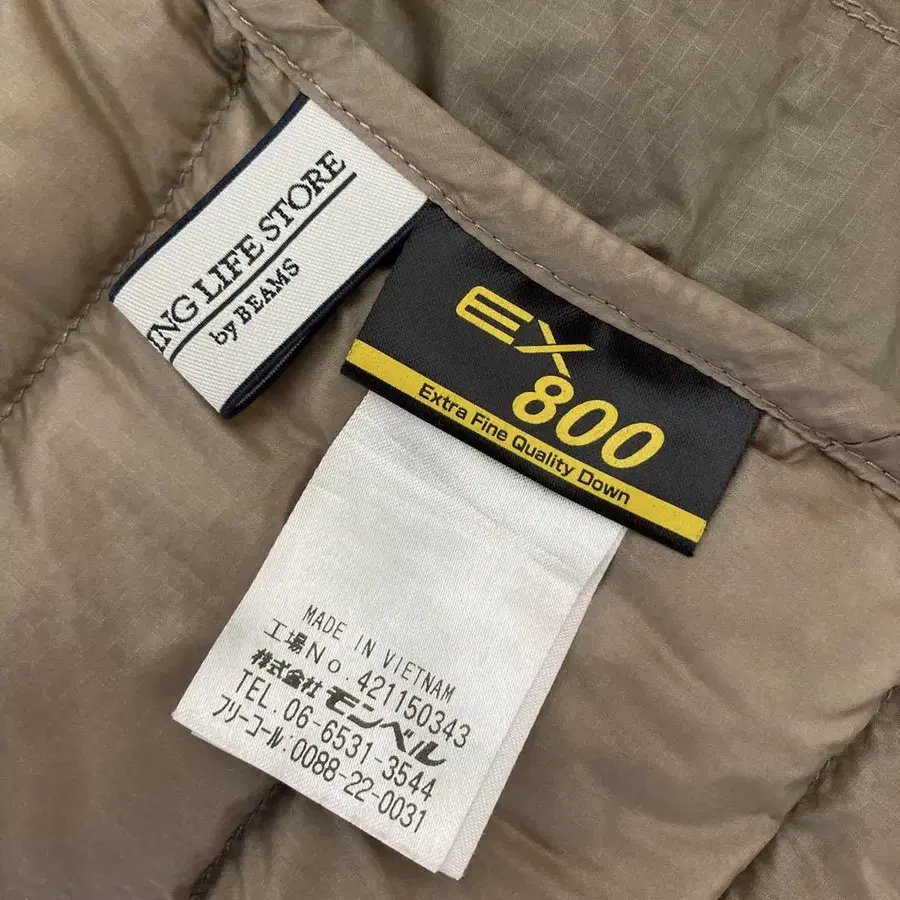 ING LIFE STORE
by BEAMS
EX
800
Extra Fine Quality Down
MADE IN VIETNAM
工場No. 421150343
株式会社 モンベル
TEL. 06-6531-3544
フリーコール:0088-22-0031